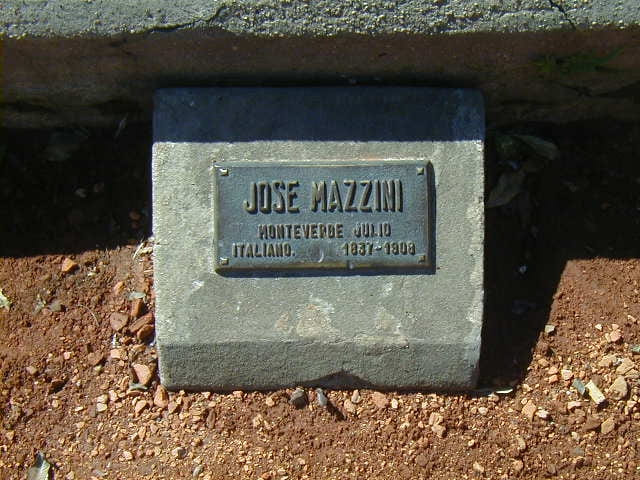 JOSE MAZZINI
MONTEVERDE JULIO
ITALIANO. 1837-1908